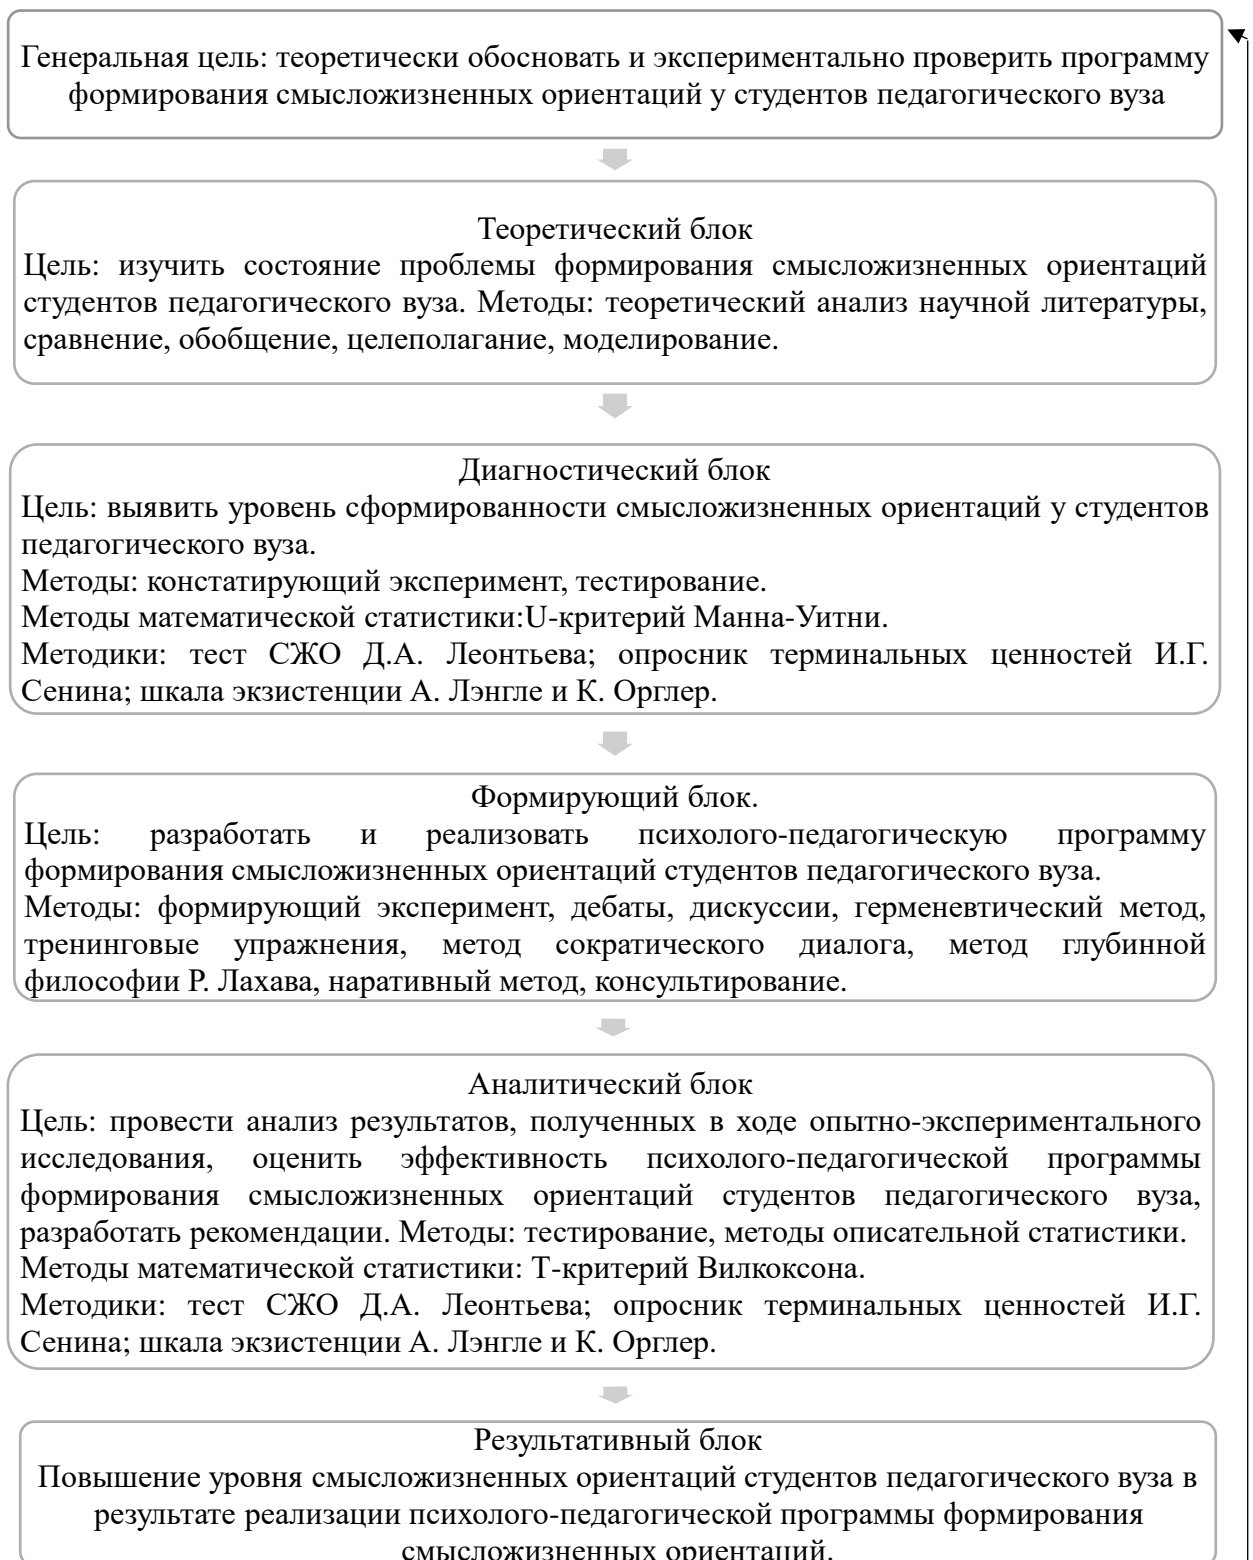 Генеральная цель: теоретически обосновать и экспериментально проверить программу
формирования смысложизненных ориентаций у студентов педагогического вуза
Теоретический блок
Цель: изучить состояние проблемы формирования смысложизненных ориентаций
студентов педагогического вуза. Методы: теоретический анализ научной литературы,
сравнение, обобщение, целеполагание, моделирование.
Диагностический блок
Цель: выявить уровень сформированности смысложизненных ориентаций у студентов
педагогического вуза.
Методы: констатирующий эксперимент, тестирование.
Методы математической статистики:U-критерий Манна-Уитни.
Методики: тест СЖО Д.А. Леонтьева; опросник терминальных ценностей И.Г.
Сенина; шкала экзистенции А. Лэнгле и К. Орглер.
Формирующий блок.
Цель: разработать и реализовать психолого-педагогическую программу
формирования смысложизненных ориентаций студентов педагогического вуза.
Методы: формирующий эксперимент, дебаты, дискуссии, герменевтический метод,
тренинговые упражнения, метод сократического диалога, метод глубинной
философии Р. Лахава, наративный метод, консультирование.
Аналитический блок
Цель: провести анализ результатов, полученных в ходе опытно-экспериментального
исследования, оценить эффективность психолого-педагогической программы
формирования смысложизненных ориентаций студентов педагогического вуза,
разработать рекомендации. Методы: тестирование, методы описательной статистики.
Методы математической статистики: Т-критерий Вилкоксона.
Методики: тест СЖО Д.А. Леонтьева; опросник терминальных ценностей И.Г.
Сенина; шкала экзистенции А. Лэнгле и К. Орглер.
Результативный блок
Повышение уровня смысложизненных ориентаций студентов педагогического вуза в
результате реализации психолого-педагогической программы формирования
смысложизненных ориентаций.